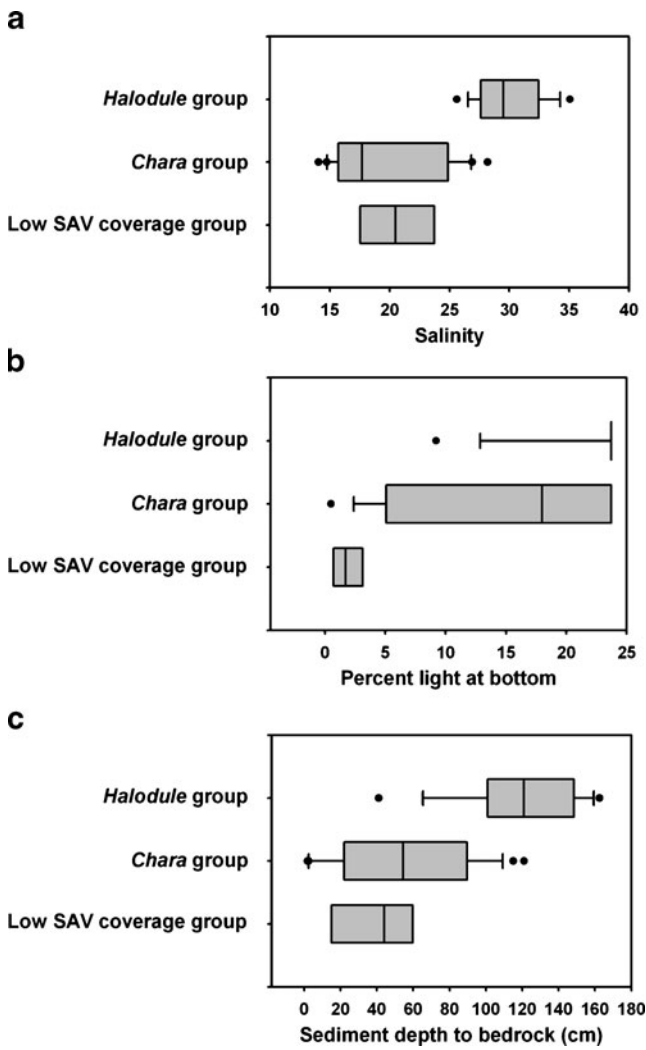 a
Halodule group
Chara group
Low SAV coverage group
10 15 20 25 30 35 40
Salinity
b
Halodule group
Chara group
Low SAV coverage group
0 5 10 15 20 25
Percent light at bottom
c
Halodule group
Chara group
Low SAV coverage group
0 20 40 60 80 100 120 140 160 180
Sediment depth to bedrock (cm)